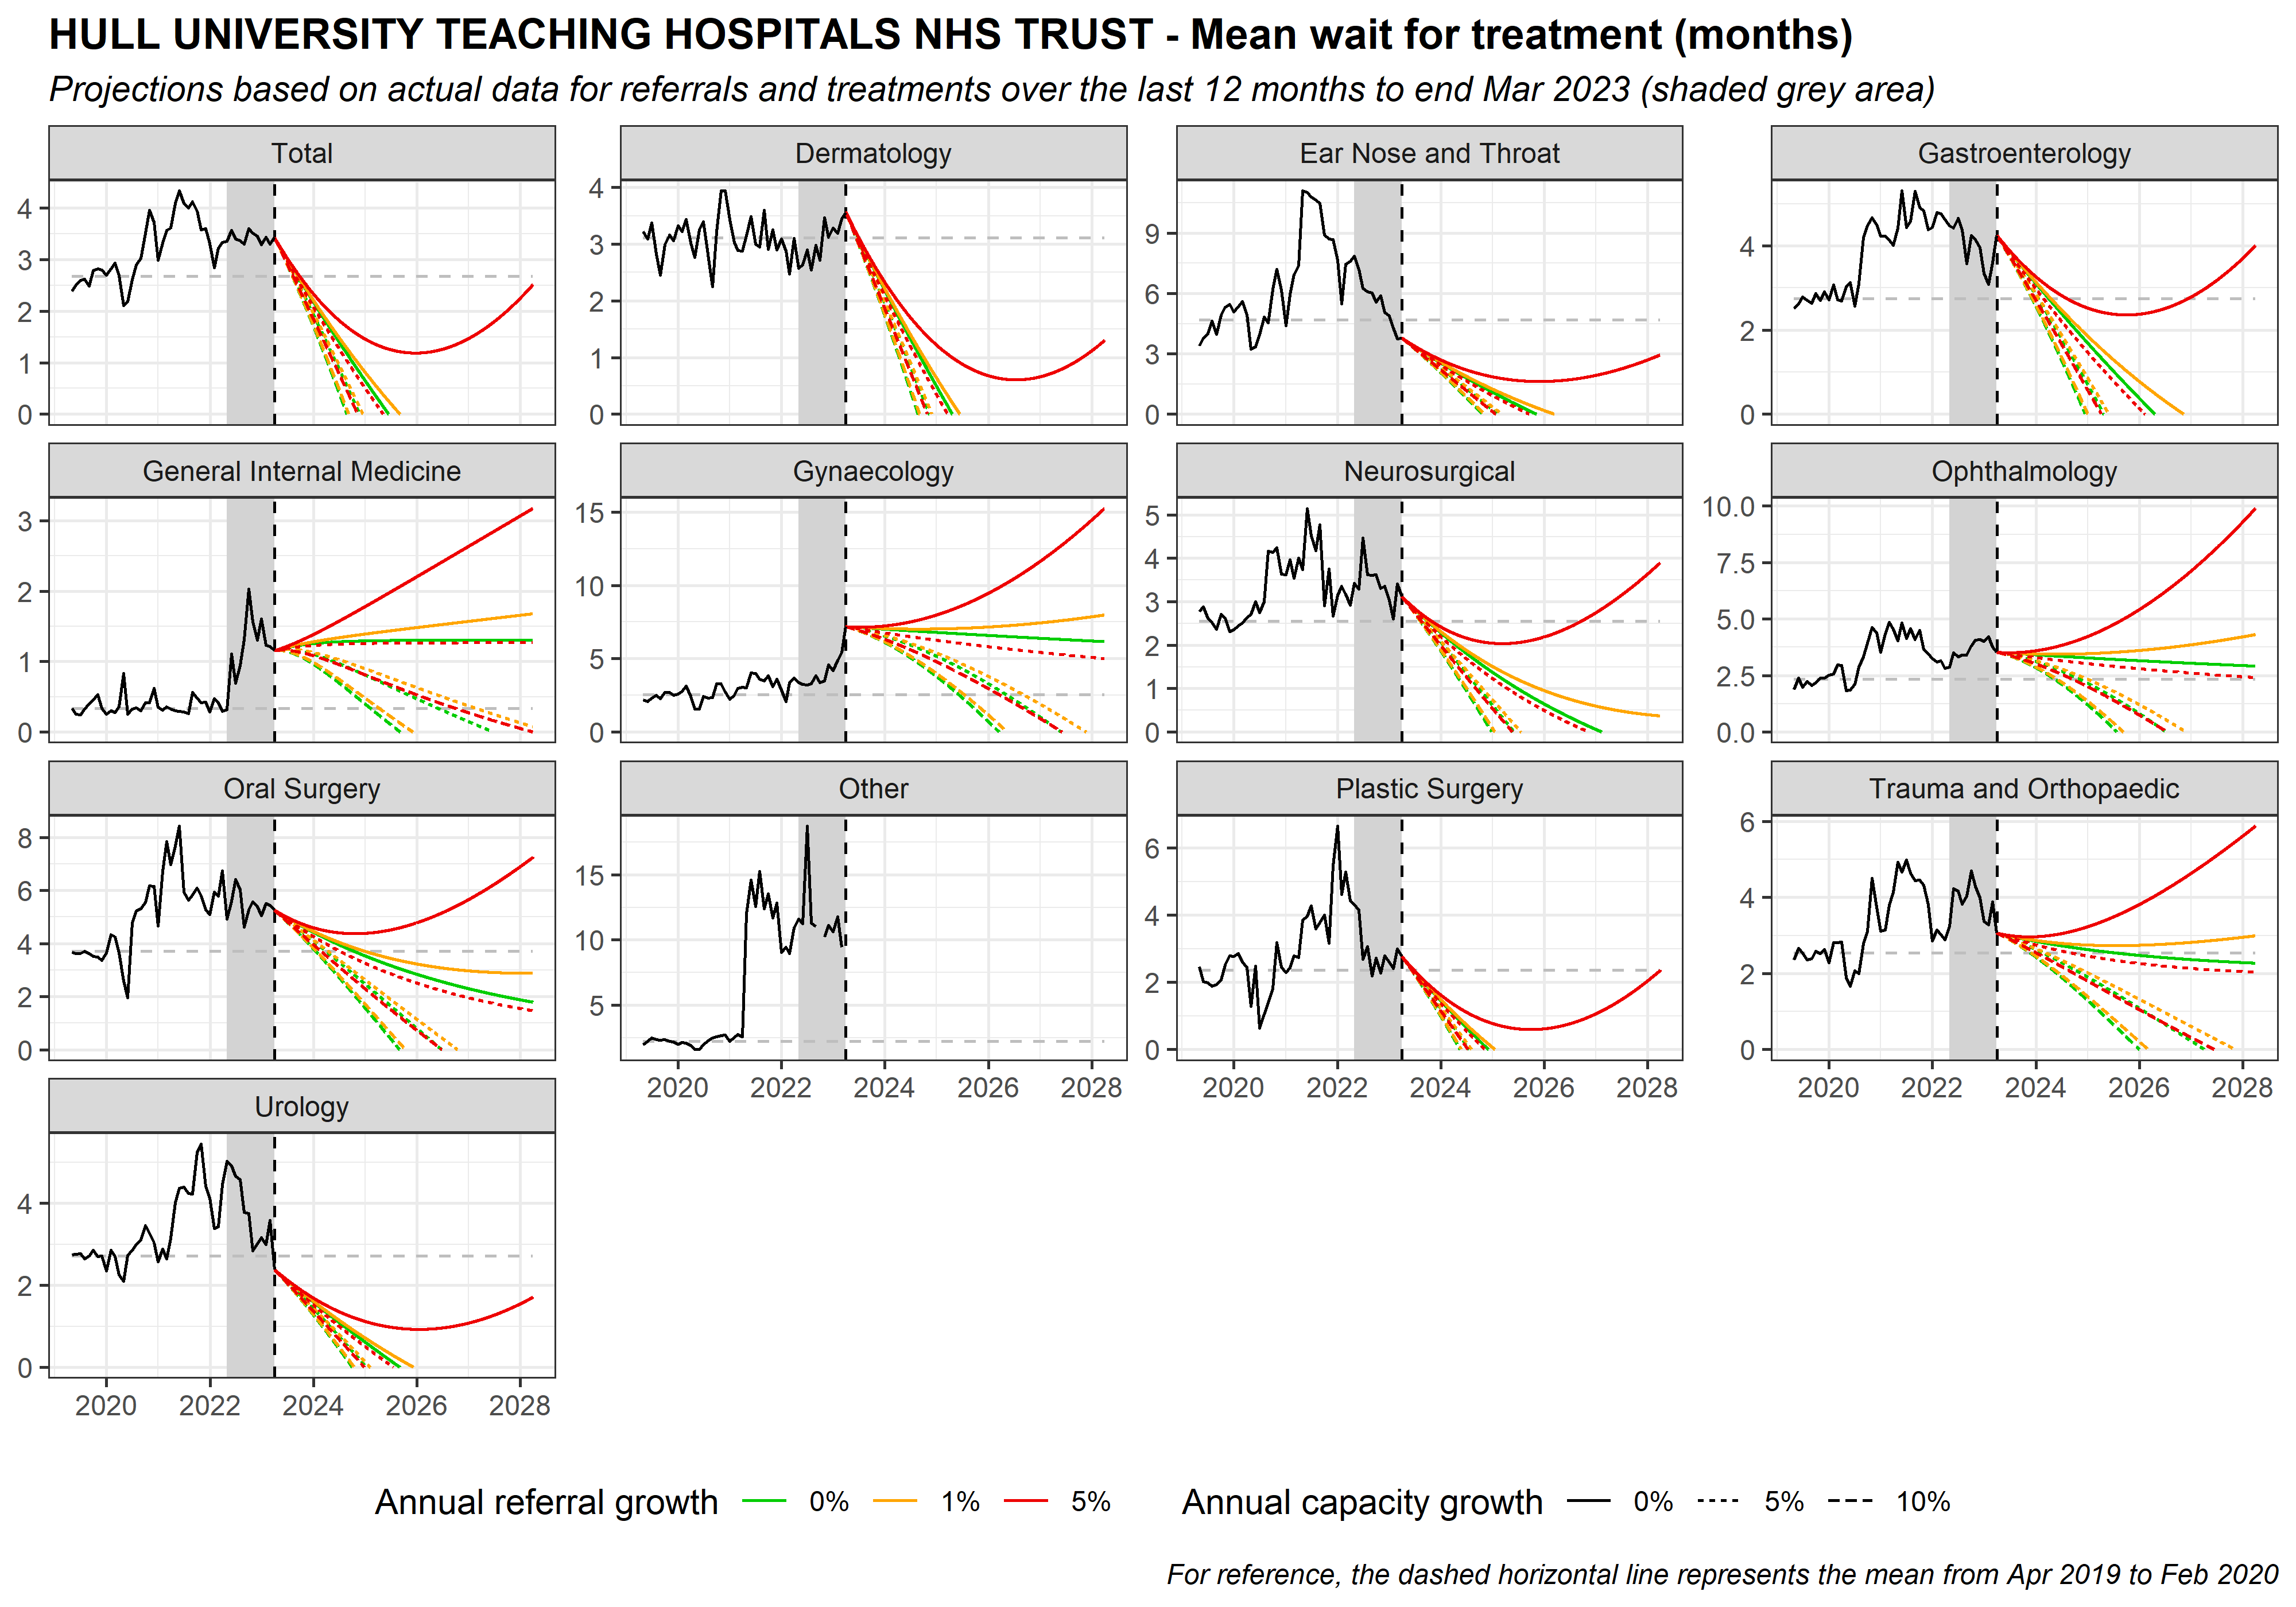 HULL UNIVERSITY TEACHING HOSPITALS NHS TRUST - Mean wait for treatment (months)
Projections based on actual data for referrals and treatments over the last 12 months to end Mar 2023 (shaded grey area)
Total
Dermatology
Ear Nose and Throat
Gastroenterology
4
3
2
1
0
4
3
2
1
0
9
6
3
0
4
2
0
General Internal Medicine
Gynaecology
Neurosurgical
Ophthalmology
3
2
1
0
15
10
5
0
5
4
3
2
1
0
10.0
7.5
5.0
2.5
0.0
Oral Surgery
Other
Plastic Surgery
Trauma and Orthopaedic
8
6
4
2
0
15
10
5
6
4
2
0
6
4
2
0
2020 2022 2024 2026 2028
2020 2022 2024 2026 2028
2020 2022 2024 2026 2028
Urology
4
2
0
2020 2022 2024 2026 2028
Annual referral growth 0% 1% 5% Annual capacity growth 0% 5% 10%
For reference, the dashed horizontal line represents the mean from Apr 2019 to Feb 2020